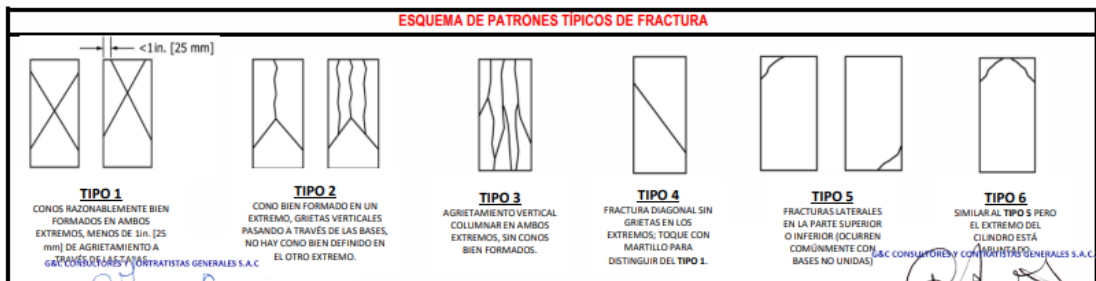 ESQUEMA DE PATRONES TÍPICOS DE FRACTURA
<1in. [25 mm]
TIPO 1
CONOS RAZONABLEMENTE BIEN
FORMADOS EN AMBOS
EXTREMOS, MENOS DE 1in. [25
mm] DE AGRIETAMIENTO A
TRAVÉS DE LAS TAPAS.
G&C CONSULTORES Y CONTRATISTAS GENERALES S.A.C
TIPO 2
CONO BIEN FORMADO EN UN
EXTREMO, GRIETAS VERTICALES
PASANDO A TRAVÉS DE LAS BASES,
NO HAY CONO BIEN DEFINIDO EN
EL OTRO EXTREMO.
TIPO 3
AGRIETAMIENTO VERTICAL
COLUMNAR EN AMBOS
EXTREMOS, SIN CONOS
BIEN FORMADOS.
TIPO 4
FRACTURA DIAGONAL SIN
GRIETAS EN LOS
EXTREMOS; TOQUE CON
MARTILLO PARA
DISTINGUIR DEL TIPO 1.
TIPO 5
FRACTURAS LATERALES
EN LA PARTE SUPERIOR
O INFERIOR (OCURREN
COMÚNMENTE CON
BASES NO UNIDAS)
TIPO 6
SIMILAR AL TIPO 5 PERO
EL EXTREMO DEL
CILINDRO ESTÁ
APUNTADO.
G&C CONSULTORES Y CONTRATISTAS GENERALES S.A.C.